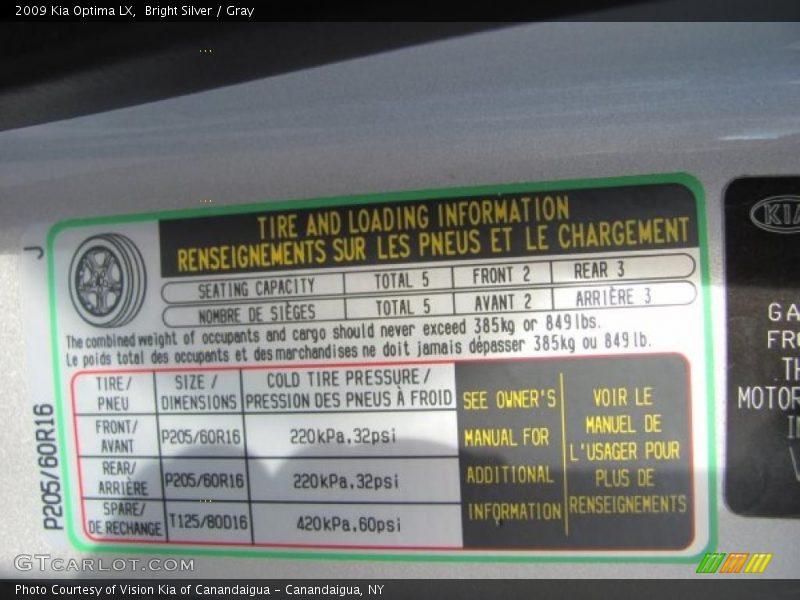 2009 Kia Optima LX,  Bright Silver / Gray
TIRE AND LOADING INFORMATION
RENSEIGNEMENTS SUR LES PNEUS ET LE CHARGEMENT
SEATING CAPACITY TOTAL 5 FRONT 2 REAR 3
NOMBRE DE SIÈGES TOTAL 5 AVANT 2 ARRIÈRE 3
The combined weight of occupants and cargo should never exceed 385kg or 849lbs.
Le poids total des occupants et des marchandises ne doit jamais dépasser 385kg ou 849lb.
TIRE/
PNEU
SIZE /
DIMENSIONS
COLD TIRE PRESSURE/
PRESSION DES PNEUS À FROID
FRONT/
AVANT
P205/60R16
220kPa,32psi
REAR/
ARRIÈRE
P205/60R16
220kPa,32psi
SPARE/
DE RECHANGE
T125/80D16
420kPa,60psi
SEE OWNER'S
MANUAL FOR
ADDITIONAL
INFORMATION
VOIR LE
MANUEL DE
L'USAGER POUR
PLUS DE
RENSEIGNEMENTS
J
P205/60R16
KIA
GA
FRO
TH
MOTOR
GTCARLOT.COM
Photo Courtesy of Vision Kia of Canandaigua - Canandaigua, NY